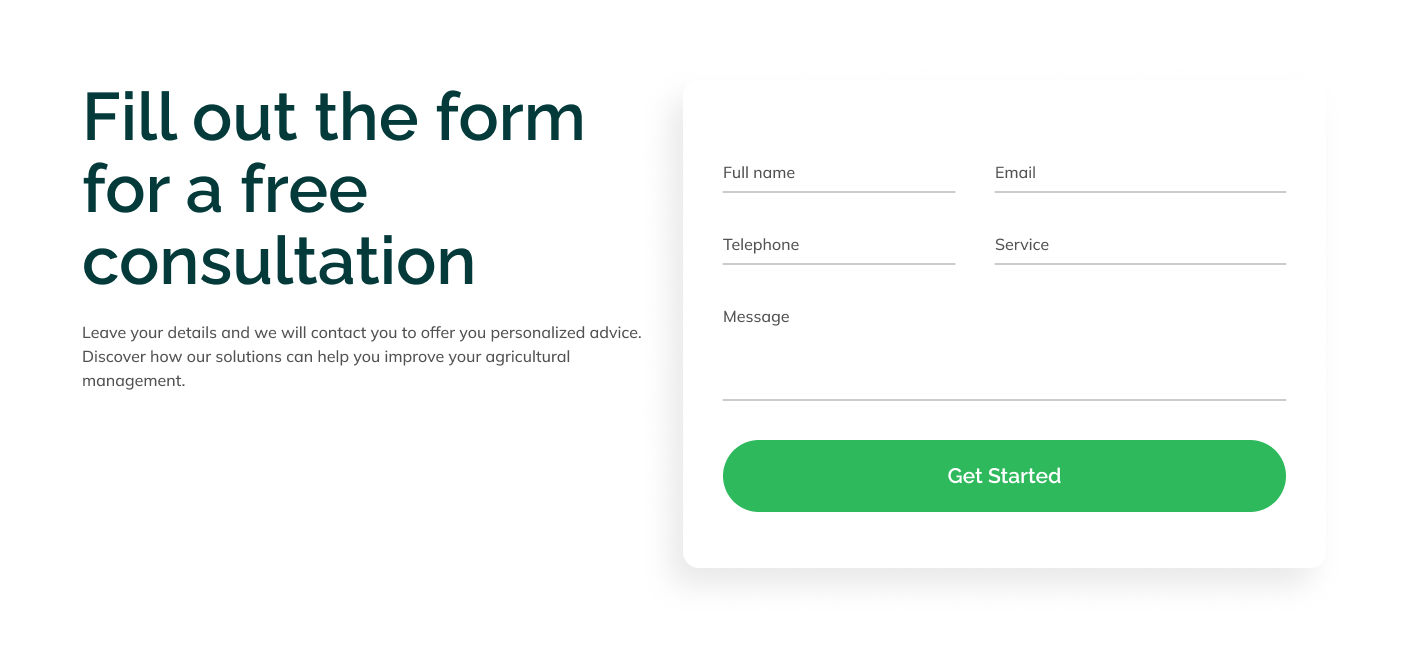 Fill out the form
for a free
consultation
Leave your details and we will contact you to offer you personalized advice.
Discover how our solutions can help you improve your agricultural
management.
Full name
Email
Telephone
Service
Message
Get Started